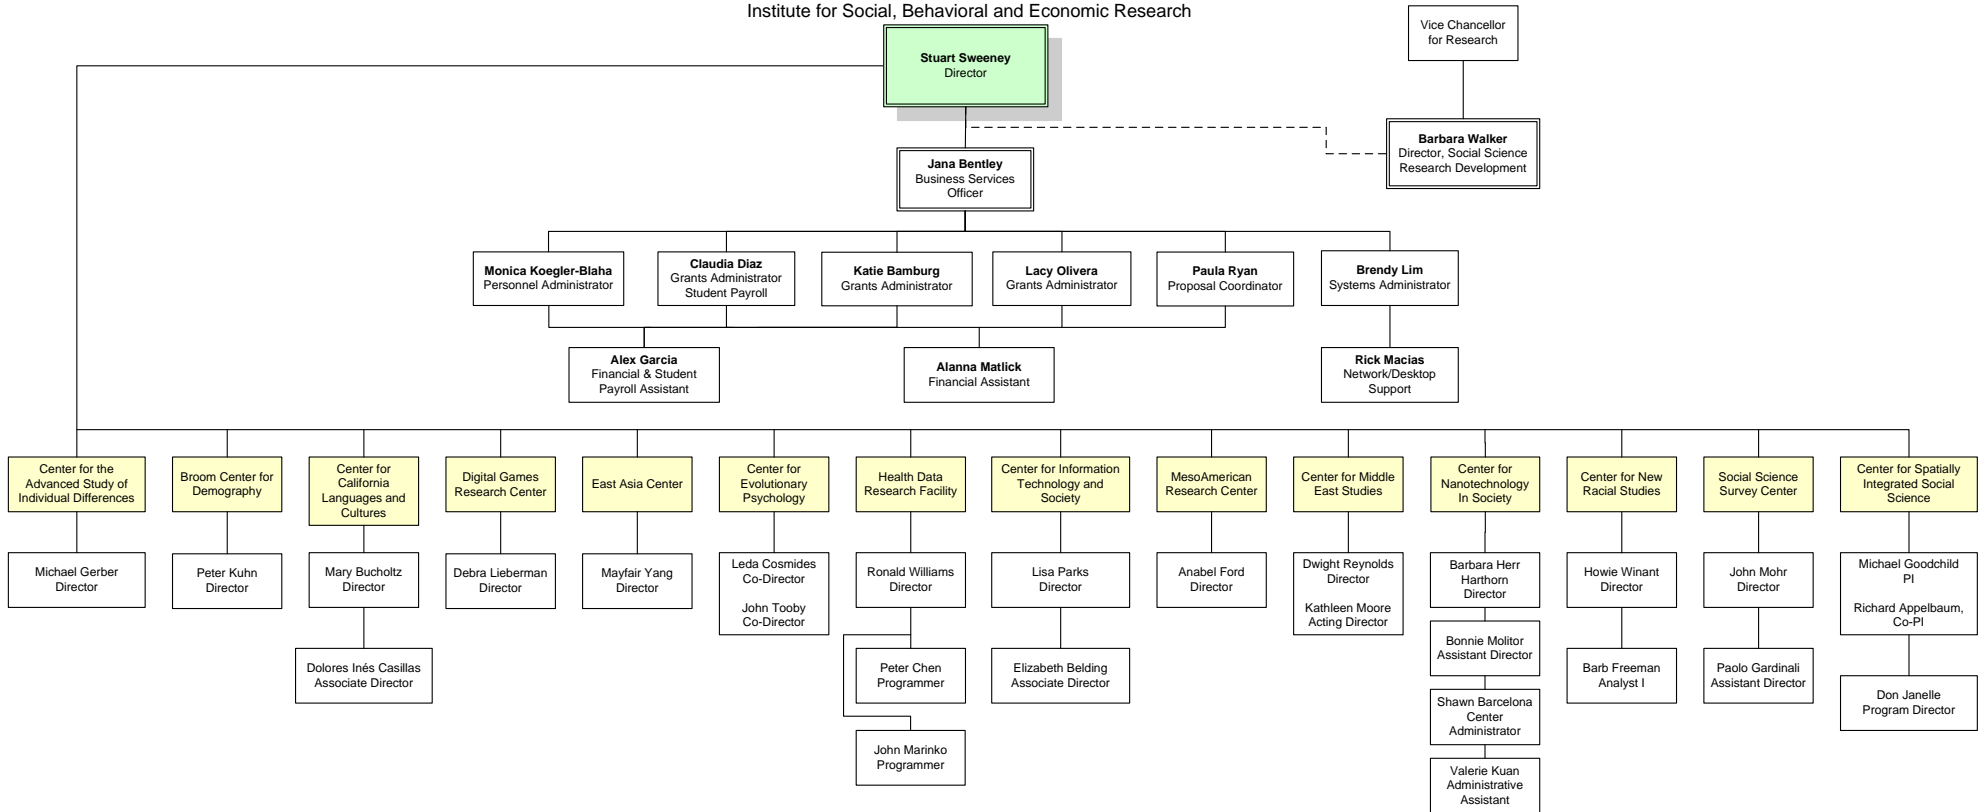 Institute for Social, Behavioral and Economic Research
Vice Chancellor
for Research
Stuart Sweeney
Director
Barbara Walker
Director, Social Science
Research Development
Jana Bentley
Business Services
Officer
Monica Koegler-Blaha
Personnel Administrator
Claudia Diaz
Grants Administrator
Student Payroll
Katie Bamburg
Grants Administrator
Lacy Olivera
Grants Administrator
Paula Ryan
Proposal Coordinator
Brendy Lim
Systems Administrator
Alex Garcia
Financial & Student
Payroll Assistant
Alanna Matlick
Financial Assistant
Rick Macias
Network/Desktop
Support
Center for the
Advanced Study of
Individual Differences
Broom Center for
Demography
Center for
California
Languages and
Cultures
Digital Games
Research Center
East Asia Center
Center for
Evolutionary
Psychology
Health Data
Research Facility
Center for Information
Technology and
Society
MesoAmerican
Research Center
Center for Middle
East Studies
Center for
Nanotechnology
In Society
Center for New
Racial Studies
Social Science
Survey Center
Center for Spatially
Integrated Social
Science
Michael Gerber
Director
Peter Kuhn
Director
Mary Bucholtz
Director
Debra Lieberman
Director
Mayfair Yang
Director
Leda Cosmides
Co-Director
John Tooby
Co-Director
Ronald Williams
Director
Lisa Parks
Director
Anabel Ford
Director
Dwight Reynolds
Director
Kathleen Moore
Acting Director
Barbara Herr
Harthorn
Director
Howie Winant
Director
John Mohr
Director
Michael Goodchild
PI
Richard Appelbaum,
Co-PI
Dolores Inés Casillas
Associate Director
Peter Chen
Programmer
Elizabeth Belding
Associate Director
Bonnie Molitor
Assistant Director
Barb Freeman
Analyst I
Paolo Gardinali
Assistant Director
Don Janelle
Program Director
Shawn Barcelona
Center
Administrator
John Marinko
Programmer
Valerie Kuan
Administrative
Assistant